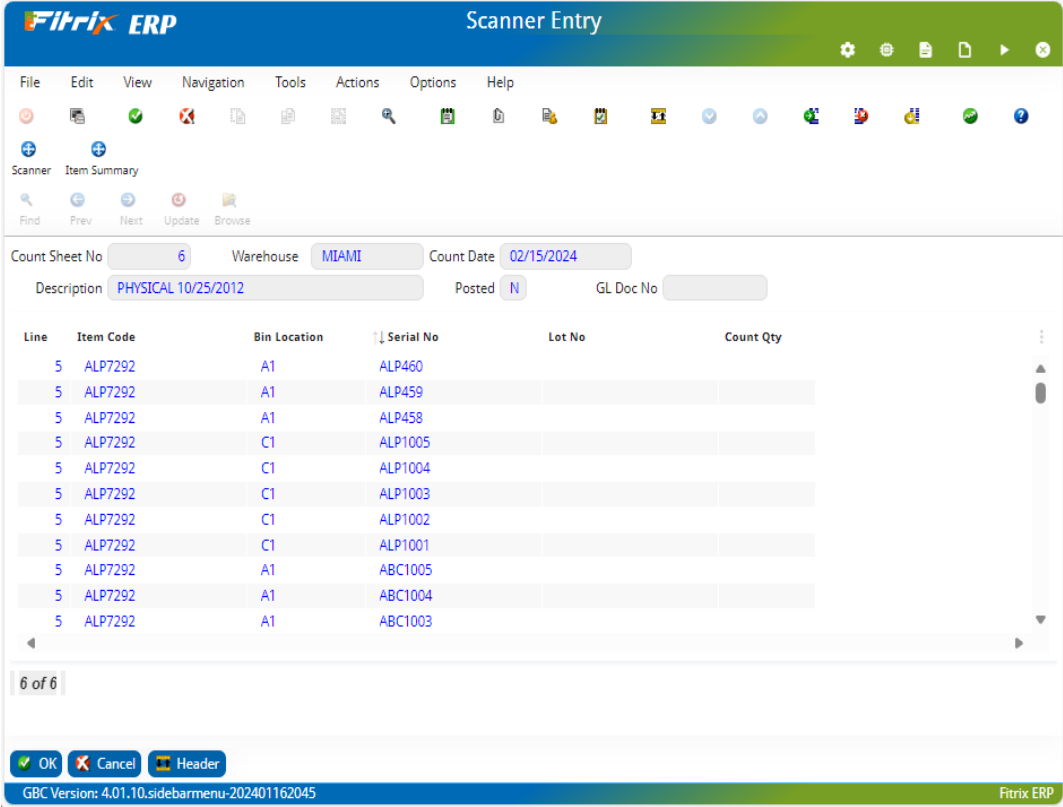 Fitrix ERP Scanner Entry
File Edit View Navigation Tools Actions Options Help
Scanner Item Summary
Find Prev Next Update Browse
Count Sheet No 6 Warehouse MIAMI Count Date 02/15/2024
Description PHYSICAL 10/25/2012 Posted N GL Doc No
Line Item Code Bin Location Serial No Lot No Count Qty
5 ALP7292 A1 ALP460
5 ALP7292 A1 ALP459
5 ALP7292 A1 ALP458
5 ALP7292 C1 ALP1005
5 ALP7292 C1 ALP1004
5 ALP7292 C1 ALP1003
5 ALP7292 C1 ALP1002
5 ALP7292 C1 ALP1001
5 ALP7292 A1 ABC1005
5 ALP7292 A1 ABC1004
5 ALP7292 A1 ABC1003
6 of 6
OK Cancel Header
GBC Version: 4.01.10.sidebarmenu-202401162045 Fitrix ERP